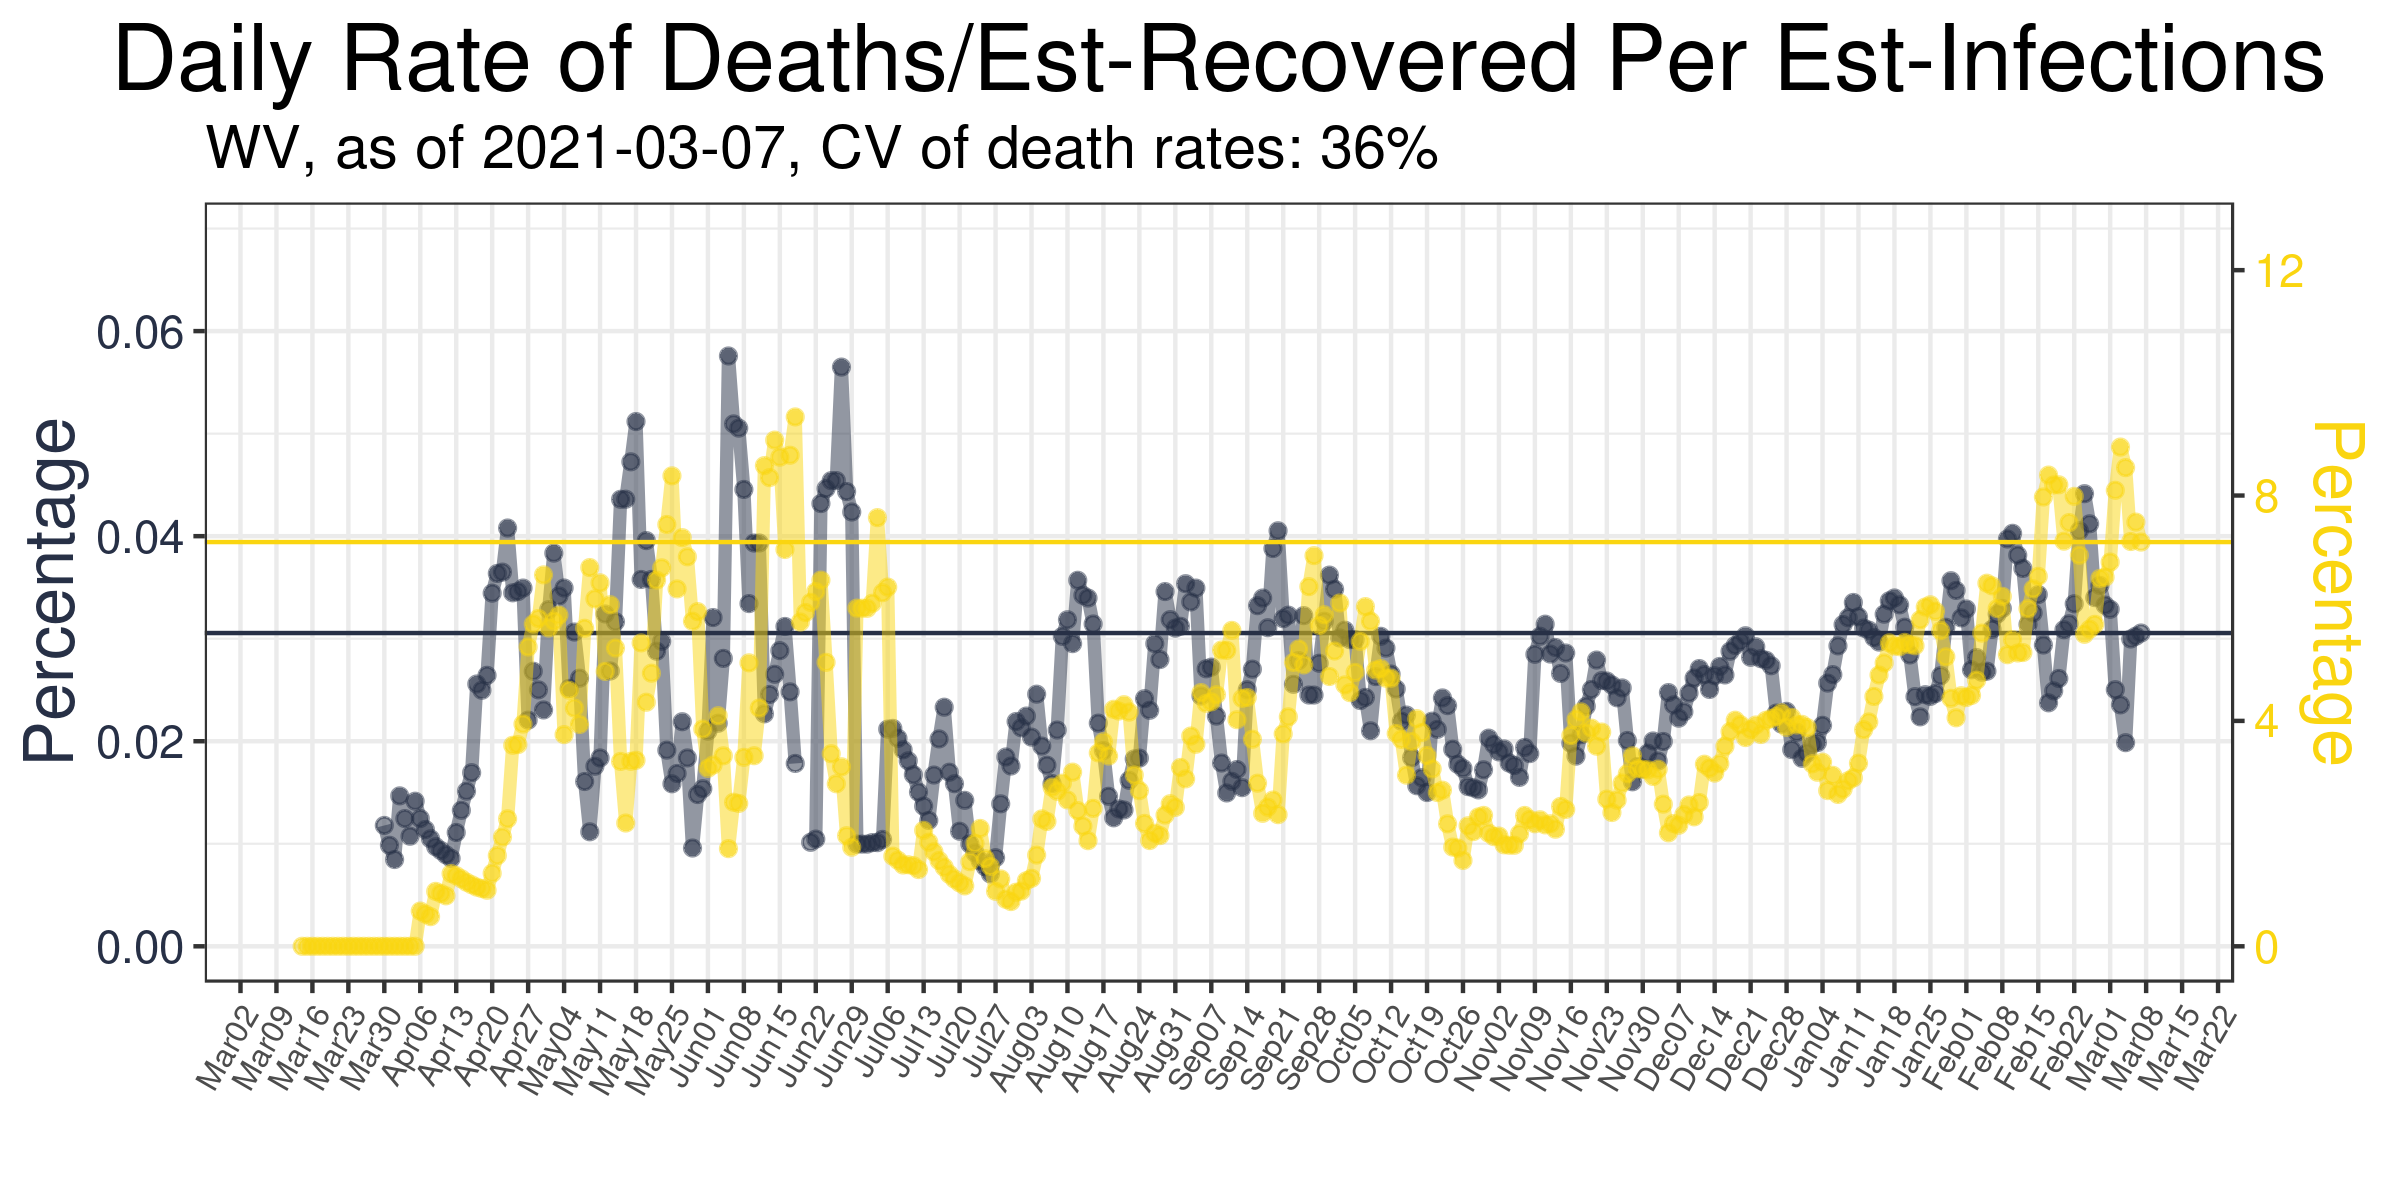 Daily Rate of Deaths/Est-Recovered Per Est-Infections
WV, as of 2021-03-07, CV of death rates: 36%
Percentage
0.06
0.04
0.02
0.00
12
8
4
0
Percentage
Mar02
Mar09
Mar16
Mar23
Mar30
Apr06
Apr13
Apr20
Apr27
May04
May11
May18
May25
Jun01
Jun08
Jun15
Jun22
Jun29
Jul06
Jul13
Jul20
Jul27
Aug03
Aug10
Aug17
Aug24
Aug31
Sep07
Sep14
Sep21
Sep28
Oct05
Oct12
Oct19
Oct26
Nov02
Nov09
Nov16
Nov23
Nov30
Dec07
Dec14
Dec21
Dec28
Jan04
Jan11
Jan18
Jan25
Feb01
Feb08
Feb15
Feb22
Mar01
Mar08
Mar15
Mar22